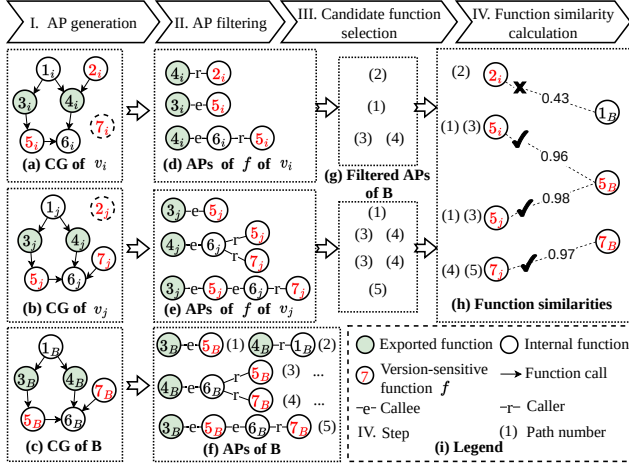 I. AP generation
II. AP filtering
III. Candidate function selection
IV. Function similarity calculation
1i 2i
3i 4i
7i
5i 6i
(a) CG of vi
4i -r- 2i
3i -e- 5i
4i -e- 6i -r- 5i
(d) APs of f of vi
(2)
(1)
(3) (4)
(g) Filtered APs of B
1j 2j
3j 4j
7j
5j 6j
(b) CG of vj
3j -e- 5j
4j -e- 6j r 5j
r 7j
3j -e- 5j -e- 6j -r- 7j
(e) APs of f of vj
(1)
(3) (4)
(3) (4)
(5)
(2) 2i
0.43
1B
(1) (3) 5i
0.96
5B
(1) (3) 5j
0.98
7B
0.97
(4) (5) 7j
(h) Function similarities
1B
3B 4B
7B
5B 6B
(c) CG of B
3B -e- 5B (1) 4B -r- 1B (2)
4B -e- 6B r 5B (3) ...
r 7B (4) ...
3B -e- 5B -e- 6B -r- 7B (5)
(f) APs of B
Exported function
Internal function
7 Version-sensitive function f
Function call
-e- Callee
-r- Caller
IV. Step
(1) Path number
(i) Legend